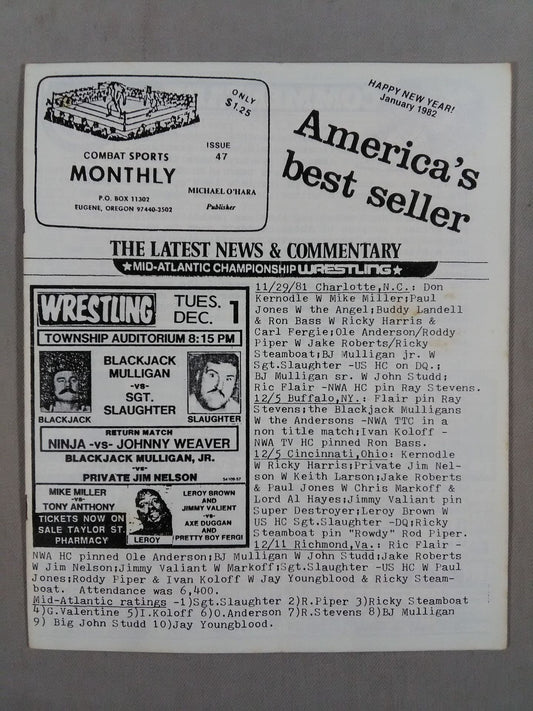 ONLY
$1.25
COMBAT SPORTS
MONTHLY
P.O. BOX 11302
EUGENE, OREGON 97440-3502
ISSUE
47
MICHAEL O'HARA
Publisher
HAPPY NEW YEAR!
January 1982
America's
best seller
THE LATEST NEWS & COMMENTARY
★MID-ATLANTIC CHAMPIONSHIP WRESTLING★
WRESTLING
TUES.
DEC. 1
TOWNSHIP AUDITORIUM 8:15 PM
BLACKJACK
MULLIGAN
-vs-
SGT.
SLAUGHTER
BLACKJACK
SLAUGHTER
RETURN MATCH
NINJA -vs- JOHNNY WEAVER
BLACKJACK MULLIGAN, JR.
-vs-
PRIVATE JIM NELSON
MIKE MILLER
-vs-
TONY ANTHONY
TICKETS NOW ON
SALE TAYLOR ST.
PHARMACY
LEROY
LEROY BROWN
AND
JIMMY VALIENT
-vs-
AXE DUGGAN
AND
PRETTY BOY FERGI
11/29/81 Charlotte,N.C.: Don
Kernodle W Mike Miller;Paul
Jones W the Angel;Buddy Landell
& Ron Bass W Ricky Harris &
Carl Fergie;Ole Anderson/Roddy
Piper W Jake Roberts/Ricky
Steamboat;BJ Mulligan jr. W
Sgt.Slaughter -US HC on DQ.;
BJ Mulligan sr. W John Studd;
Ric Flair -NWA HC pin Ray Stevens.
12/5 Buffalo,NY.: Flair pin Ray
Stevens;the Blackjack Mulligans
W the Andersons -NWA TTC in a
non title match;Ivan Koloff -
NWA TV HC pinned Ron Bass.
12/5 Cincinnati,Ohio: Kernodle
W Ricky Harris;Private Jim Nel-
son W Keith Larson;Jake Roberts
& Paul Jones W Chris Markoff &
Lord Al Hayes;Jimmy Valiant pin
Super Destroyer;Leroy Brown W
US HC Sgt.Slaughter -DQ;Ricky
Steamboat pin "Rowdy" Rod Piper.
12/11 Richmond,Va.: Ric Flair -
NWA HC pinned Ole Anderson;BJ Mulligan W John Studd;Jake Roberts
W Jim Nelson;Jimmy Valiant W Markoff;Sgt.Slaughter -US HC W Paul
Jones;Roddy Piper & Ivan Koloff W Jay Youngblood & Ricky Steam-
boat.  Attendance was 6,400.
Mid-Atlantic ratings -1)Sgt.Slaughter 2)R.Piper 3)Ricky Steamboat
4)G.Valentine 5)I.Koloff 6)O.Anderson 7)R.Stevens 8)BJ Mulligan
9) Big John Studd 10)Jay Youngblood.